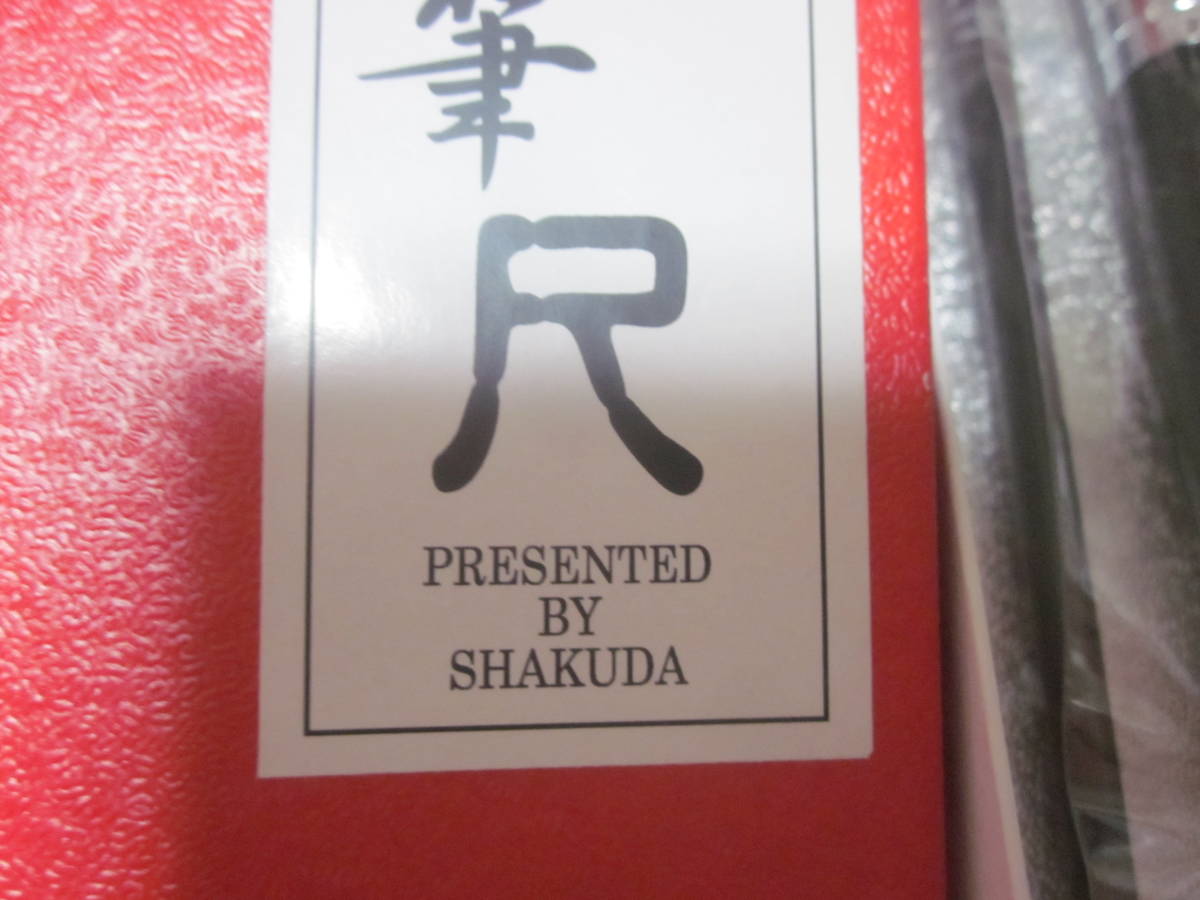 筆
尺
PRESENTED
BY
SHAKUDA